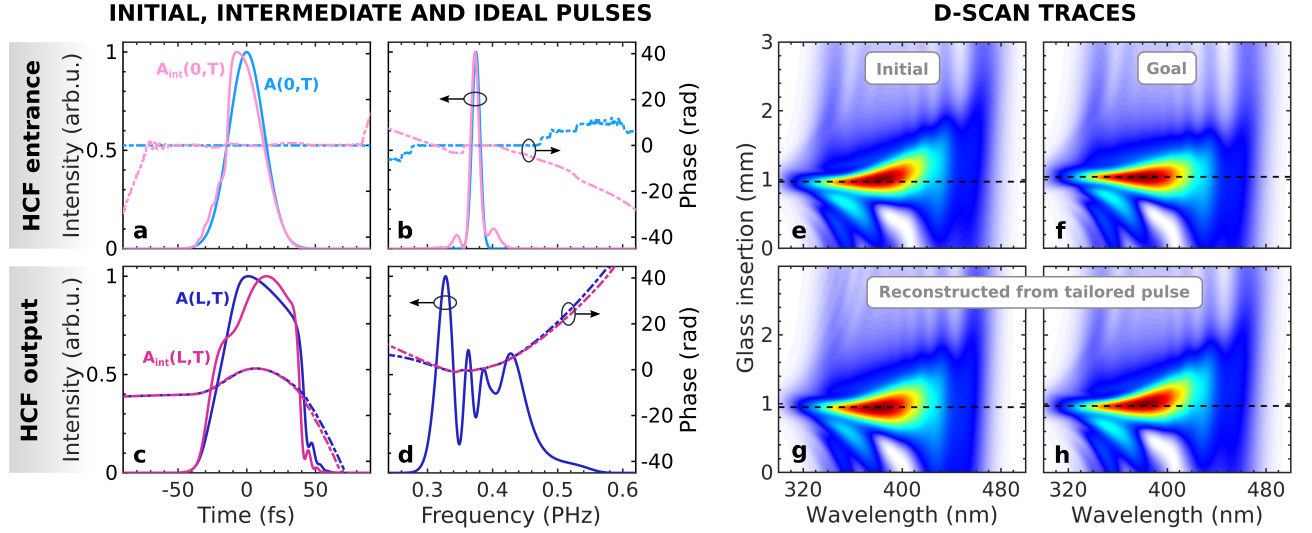 INITIAL, INTERMEDIATE AND IDEAL PULSES
D-SCAN TRACES
HCF entrance
Intensity (arb.u.)
1
0.5
0
A_int(0,T)
A(0,T)
a
b
40
20
0
-20
-40
Phase (rad)
HCF output
Intensity (arb.u.)
1
0.5
0
A(L,T)
A_int(L,T)
c
d
40
20
0
-20
-40
Phase (rad)
-50 0 50
Time (fs)
0.3 0.4 0.5 0.6
Frequency (PHz)
Glass insertion (mm)
3
2
1
0
Initial
Goal
e
f
2
1
0
Reconstructed from tailored pulse
g
h
320 400 480
Wavelength (nm)
320 400 480
Wavelength (nm)